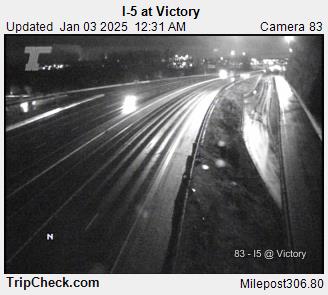 I-5 at Victory
Updated Jan 03 2025 12:31 AM Camera 83
T
N
83 - I5 @ Victory
TripCheck.com Milepost306.80